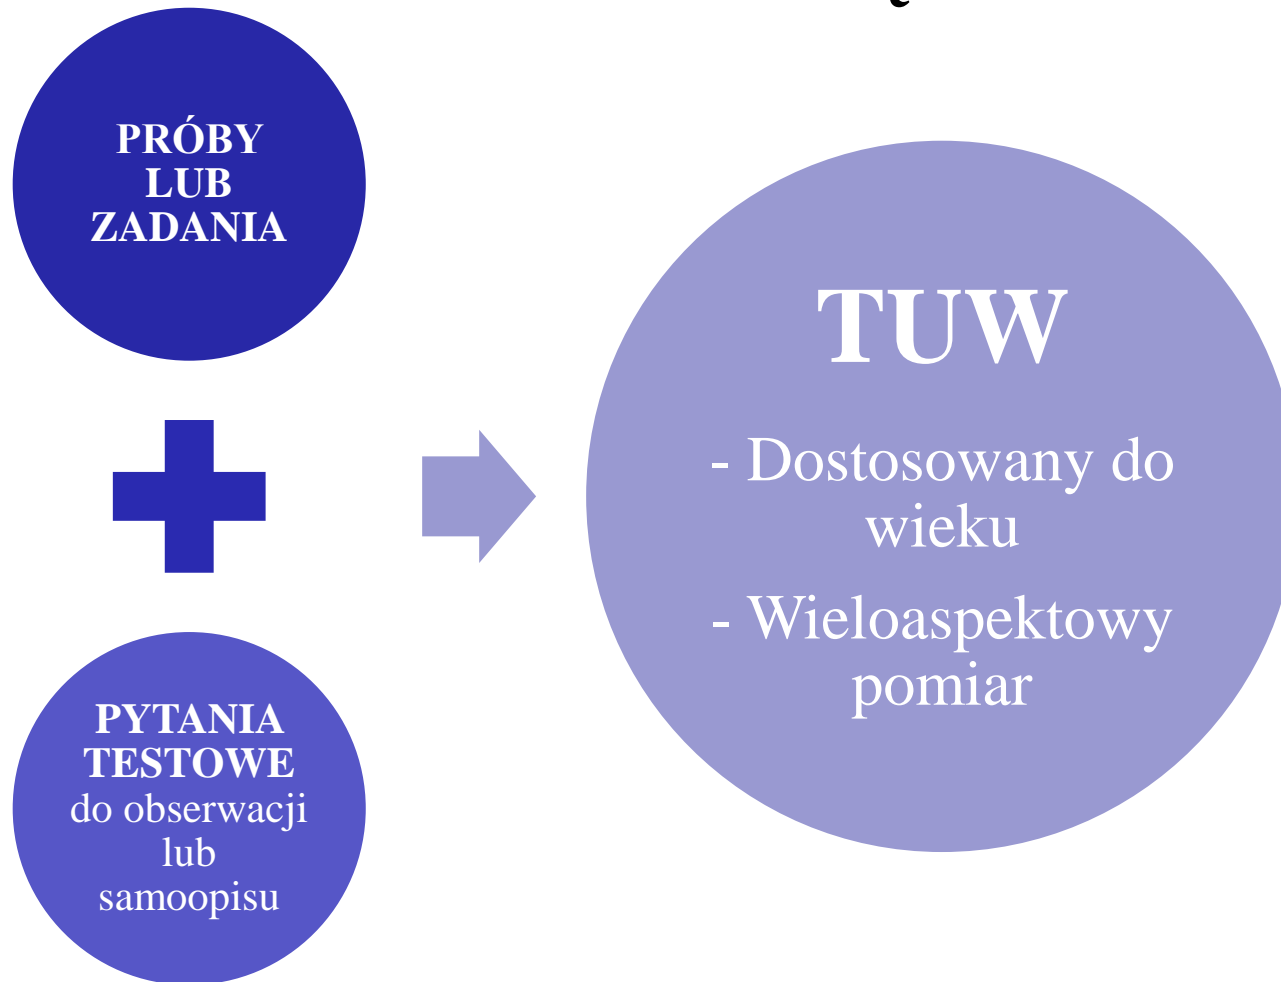 PRÓBY
LUB
ZADANIA
PYTANIA
TESTOWE
do obserwacji
lub
samoopisu
TUW
- Dostosowany do
wieku
- Wieloaspektowy
pomiar